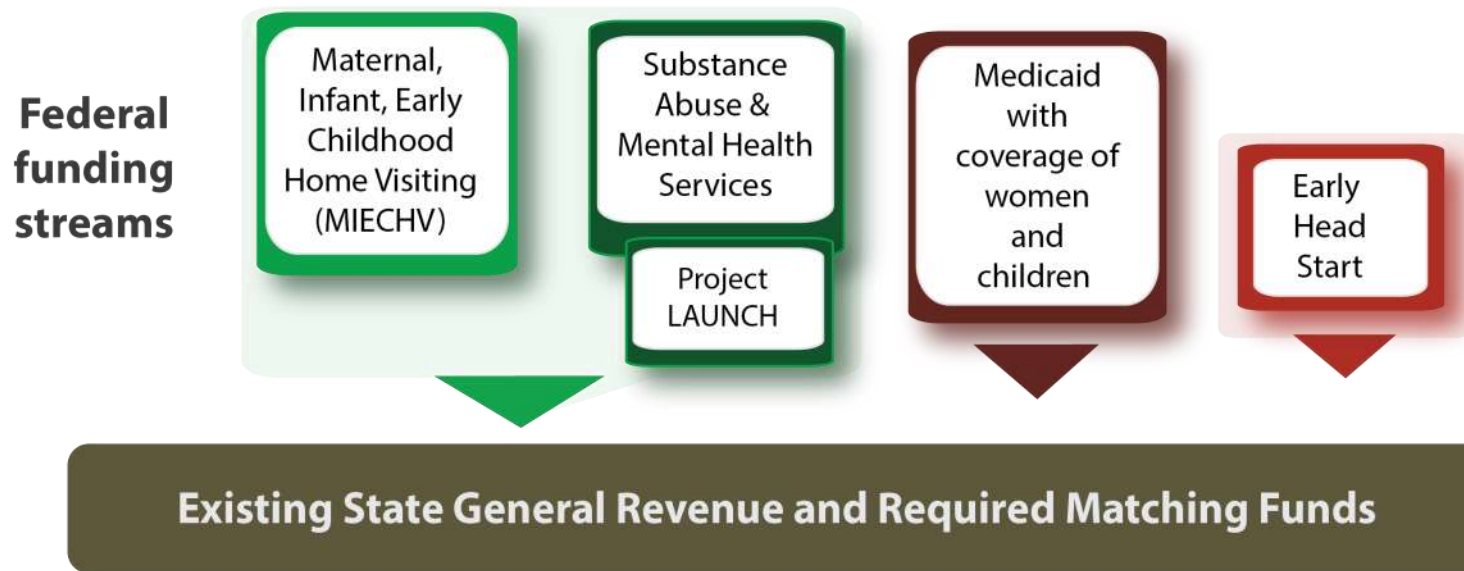 Federal
funding
streams
Maternal,
Infant, Early
Childhood
Home Visiting
(MIECHV)
Substance
Abuse &
Mental Health
Services
Project
LAUNCH
Medicaid
with
coverage of
women
and
children
Early
Head
Start
Existing State General Revenue and Required Matching Funds